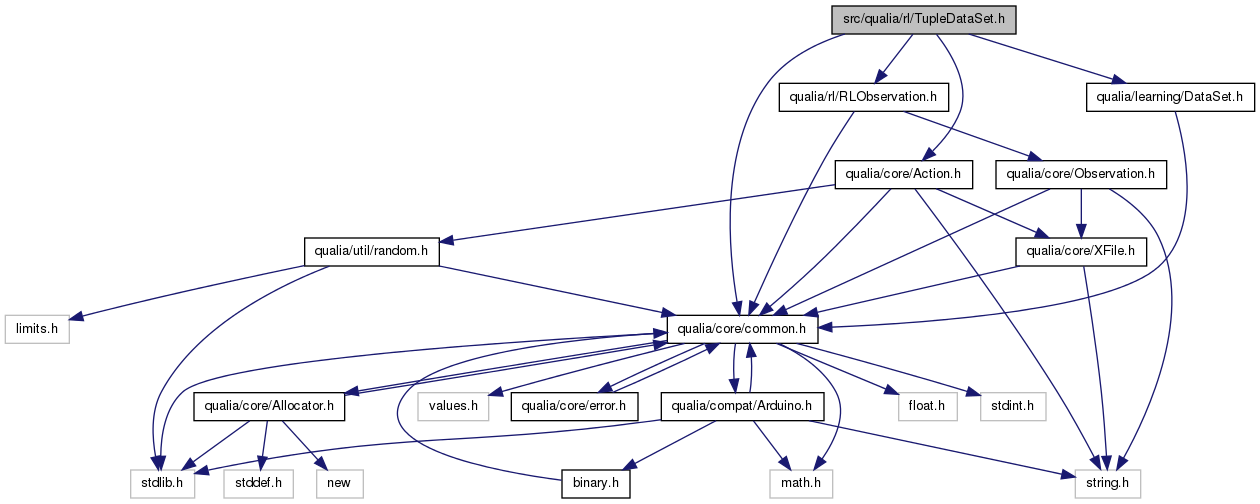 src/qualia/rl/TupleDataSet.h
qualia/rl/RLObservation.h
qualia/learning/DataSet.h
qualia/core/Action.h
qualia/core/Observation.h
qualia/util/random.h
qualia/core/XFile.h
limits.h
qualia/core/common.h
qualia/core/Allocator.h
values.h
qualia/core/error.h
qualia/compat/Arduino.h
float.h
stdint.h
stdlib.h
stddef.h
new
binary.h
math.h
string.h